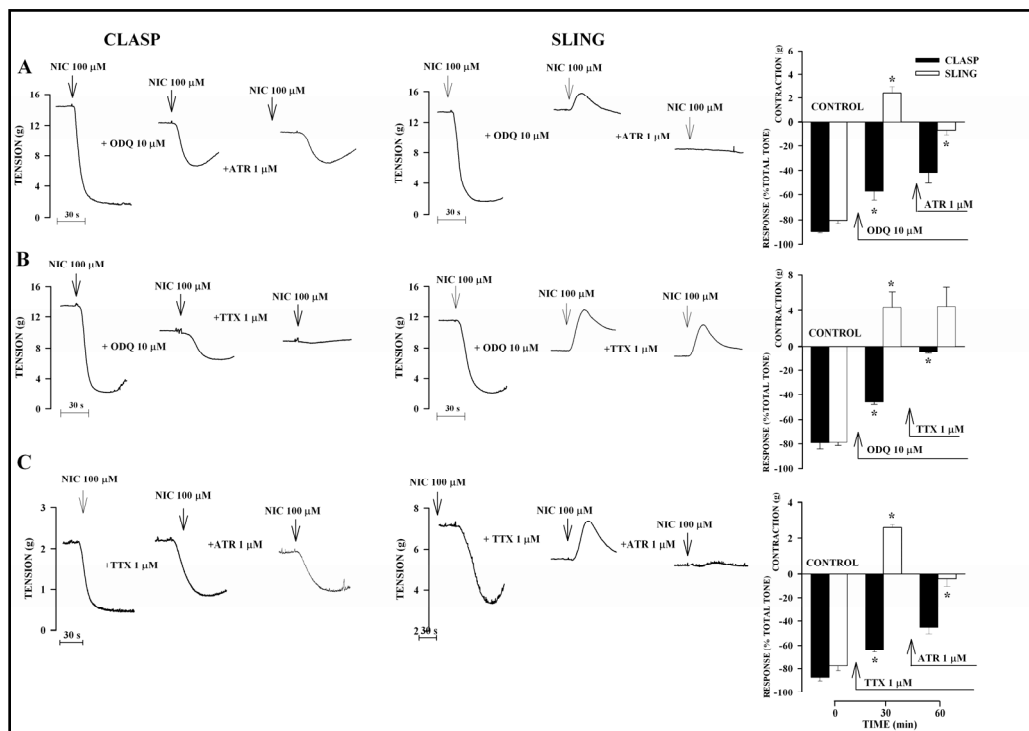 CLASP
SLING
A
NIC 100 µM
NIC 100 µM
NIC 100 µM
+ ODQ 10 µM
+ATR 1 µM
TENSION (g)
16
12
8
4
0
30 s
NIC 100 µM
NIC 100 µM
NIC 100 µM
+ ODQ 10 µM
+ATR 1 µM
TENSION (g)
16
12
8
4
0
30 s
CONTRACTION (g)
6
4
2
0
-20
-40
-60
-80
-100
RESPONSE (%TOTAL TONE)
CLASP
SLING
CONTROL
*
*
*
ATR 1 µM
ODQ 10 µM
B
NIC 100 µM
NIC 100 µM
NIC 100 µM
+ ODQ 10 µM
+TTX 1 µM
TENSION (g)
16
12
8
4
0
30 s
NIC 100 µM
NIC 100 µM
NIC 100 µM
+ ODQ 10 µM
+TTX 1 µM
TENSION (g)
16
12
8
4
0
30 s
CONTRACTION (g)
8
4
0
-20
-40
-60
-80
-100
RESPONSE (%TOTAL TONE)
CONTROL
*
*
*
TTX 1 µM
ODQ 10 µM
C
NIC 100 µM
NIC 100 µM
NIC 100 µM
+TTX 1 µM
+ATR 1 µM
TENSION (g)
3
2
1
0
30 s
NIC 100 µM
NIC 100 µM
NIC 100 µM
+ TTX 1 µM
+ATR 1 µM
TENSION (g)
8
6
4
2
30 s
CONTRACTION (g)
4
2
0
-20
-40
-60
-80
-100
RESPONSE (% TOTAL TONE)
CONTROL
*
*
*
ATR 1 µM
TTX 1 µM
0
30
60
TIME (min)